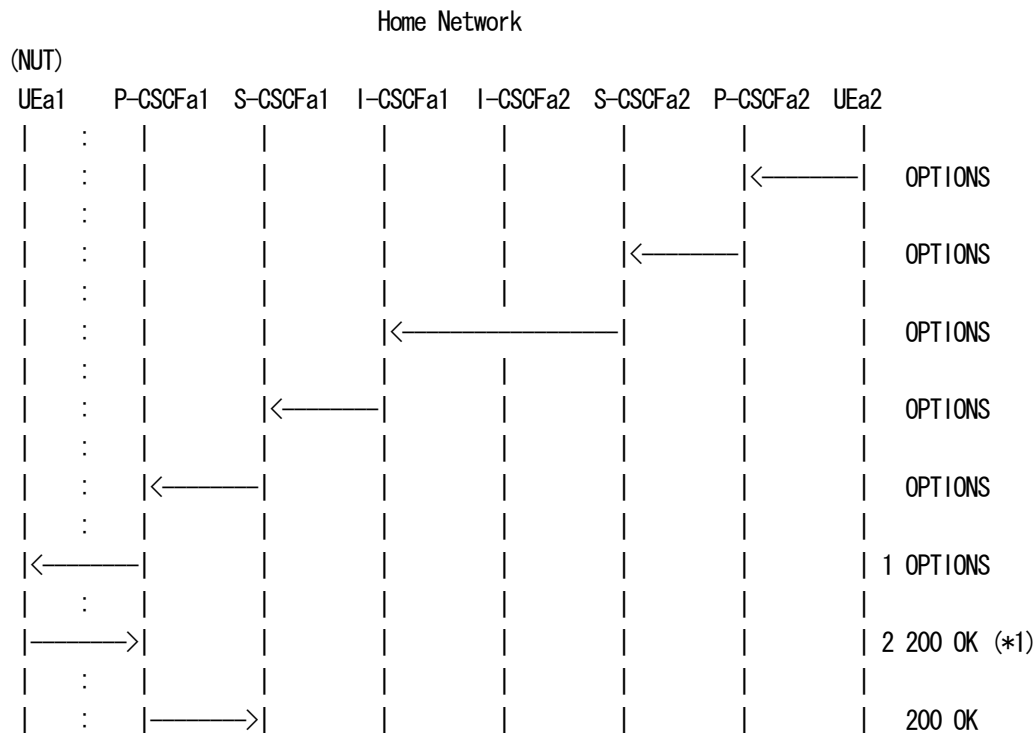 Home Network
(NUT)
UEa1 P-CSCFa1 S-CSCFa1 I-CSCFa1 I-CSCFa2 S-CSCFa2 P-CSCFa2 UEa2
OPTIONS
OPTIONS
OPTIONS
OPTIONS
OPTIONS
1 OPTIONS
2 200 OK (*1)
200 OK